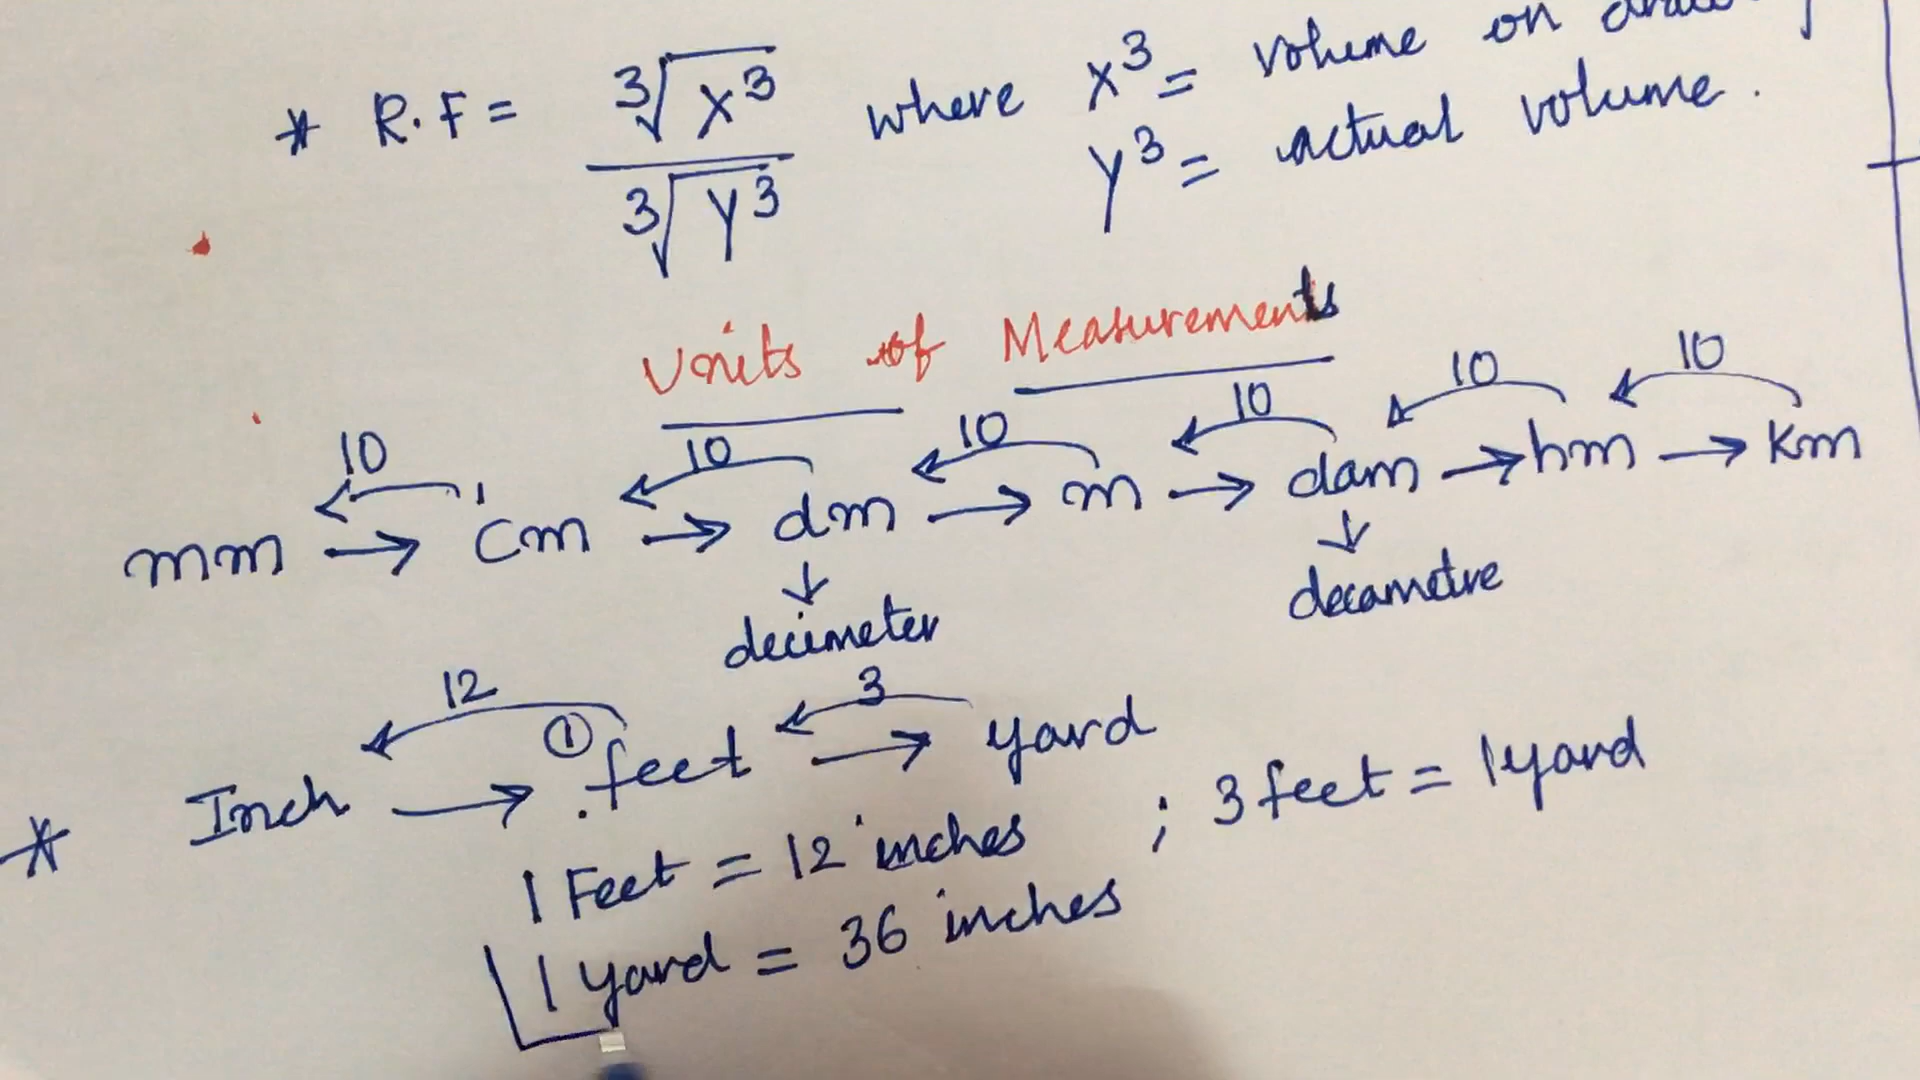 * R.F = ∛x³ / ∛y³ where x³ = volume on
y³ = actual volume.
Units of Measurements
10 10 10 10 10 10
mm → cm → dm → m → dam → hm → km
decimeter decametre
12 3
* Inch → ① feet → yard
1 Feet = 12 inches ; 3 feet = 1 yard
1 yard = 36 inches